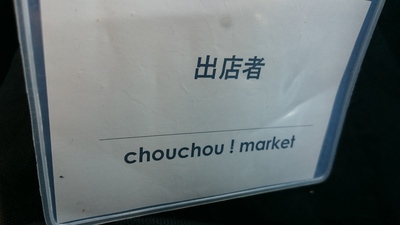 出店者
chouchou ! market